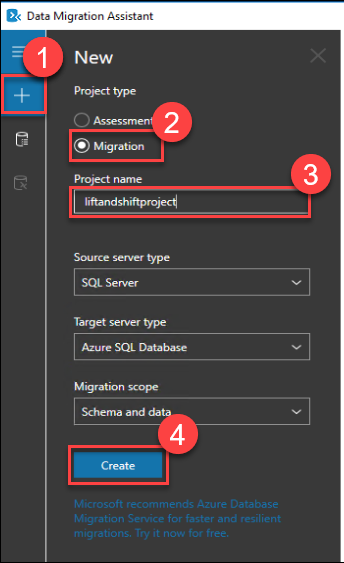 Data Migration Assistant
1
New
Project type
Assessment
2
Migration
Project name
3
liftandshiftproject
Source server type
SQL Server
Target server type
Azure SQL Database
Migration scope
Schema and data
4
Create
Microsoft recommends Azure Database
Migration Service for faster and resilient
migrations. Try it now for free.